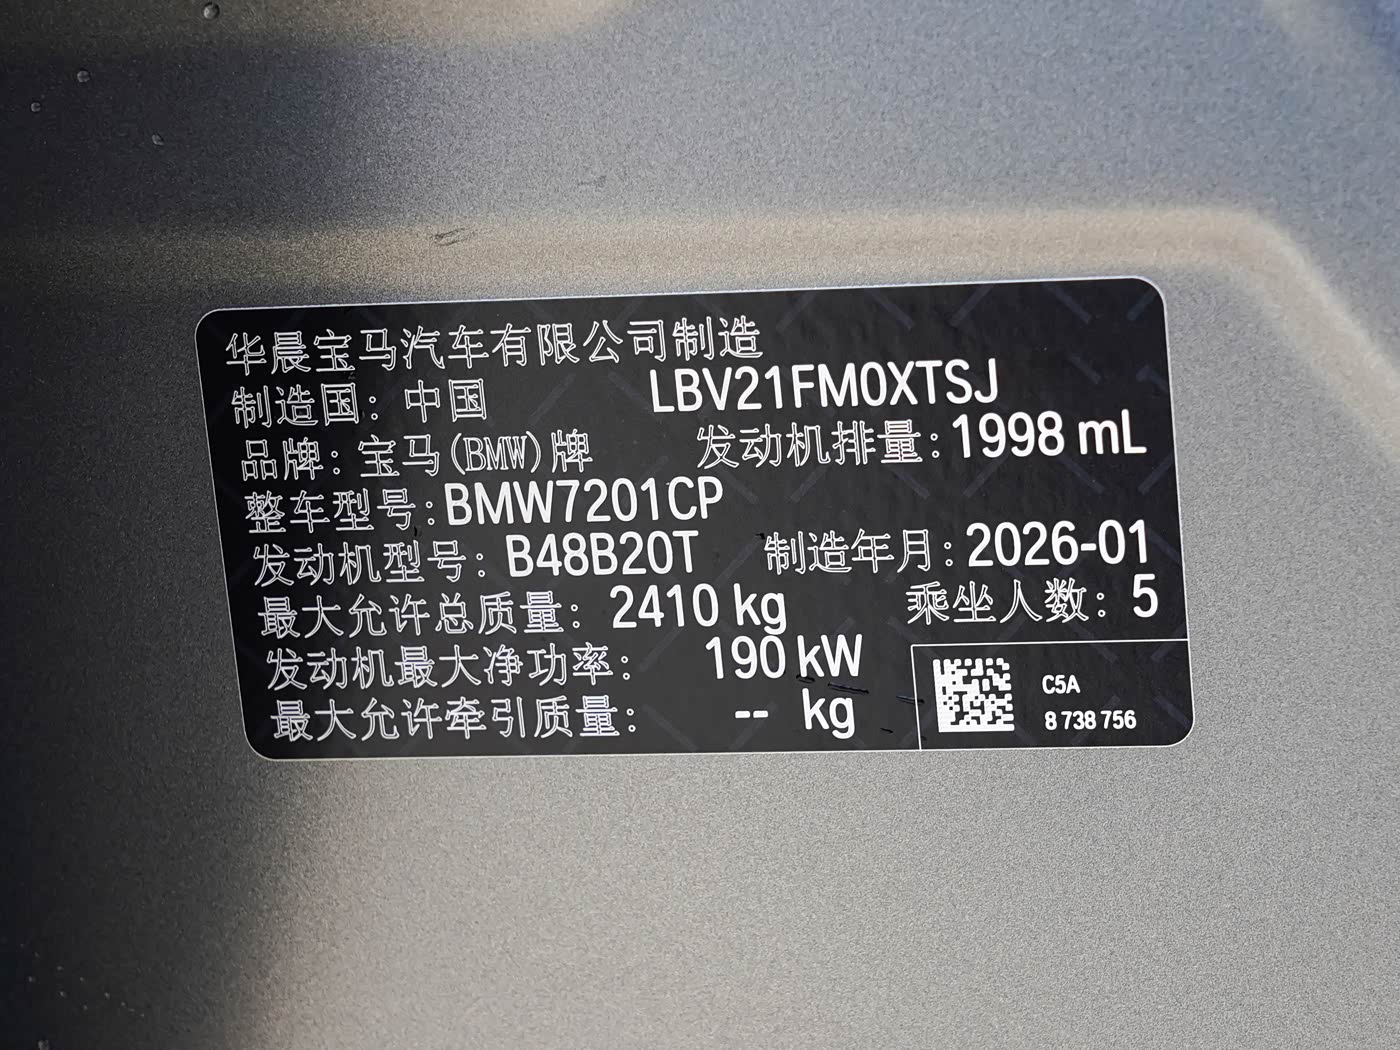 华晨宝马汽车有限公司制造
制造国：中国 LBV21FM0XTSJ
品牌：宝马(BMW)牌 发动机排量：1998 mL
整车型号：BMW7201CP
发动机型号：B48B20T 制造年月：2026-01
最大允许总质量：2410 kg 乘坐人数：5
发动机最大净功率：190 kW
最大允许牵引质量：-- kg
C5A
8 738 756